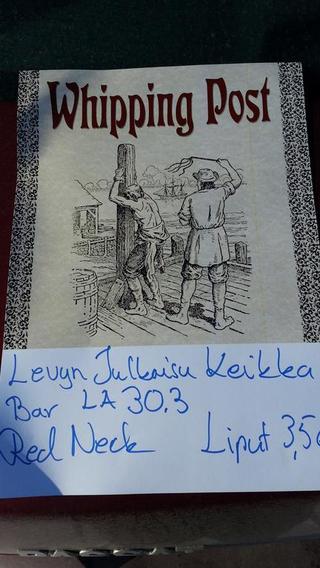 Whipping Post
Levyn Julkaisu Keikka
Bar LA 30.3
Red Neck Liput 3,5